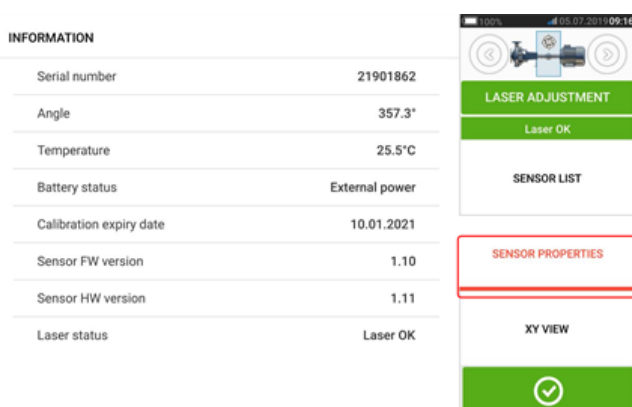 INFORMATION
Serial number 21901862
Angle 357.3°
Temperature 25.5°C
Battery status External power
Calibration expiry date 10.01.2021
Sensor FW version 1.10
Sensor HW version 1.11
Laser status Laser OK
100% 05.07.2019 09:16
LASER ADJUSTMENT
Laser OK
SENSOR LIST
SENSOR PROPERTIES
XY VIEW